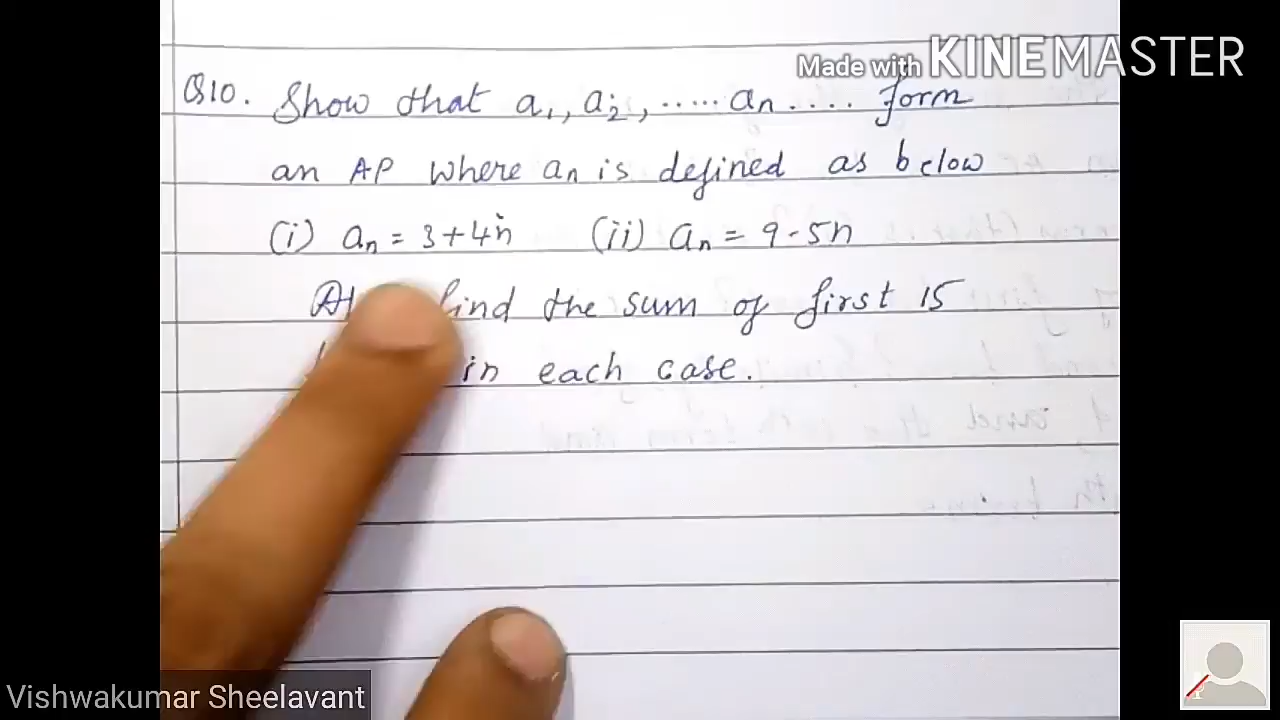 Made with KINEMASTER
Q10. Show that a₁, a₂, ..... aₙ .... form
an AP where aₙ is defined as below
(i) aₙ = 3+4n (ii) aₙ = 9-5n
find the sum of first 15
in each case.
Vishwakumar Sheelavant